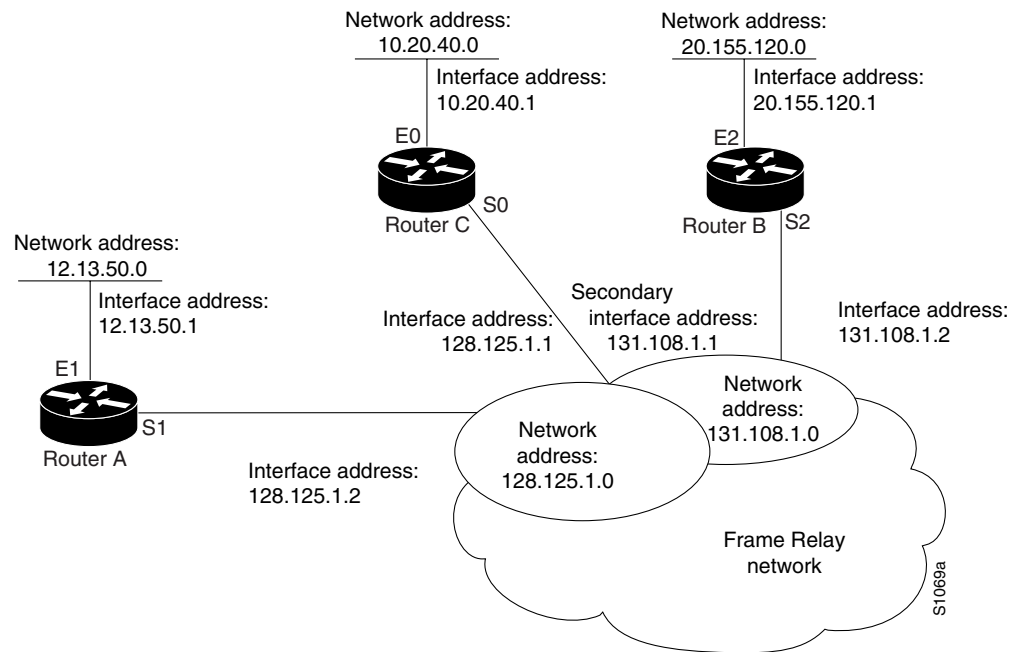 Network address:
10.20.40.0
Interface address:
10.20.40.1
E0
S0
Router C
Network address:
20.155.120.0
Interface address:
20.155.120.1
E2
S2
Router B
Network address:
12.13.50.0
Interface address:
12.13.50.1
E1
S1
Router A
Interface address:
128.125.1.1
Secondary
interface address:
131.108.1.1
Interface address:
131.108.1.2
Interface address:
128.125.1.2
Network
address:
128.125.1.0
Network
address:
131.108.1.0
Frame Relay
network
S1069a